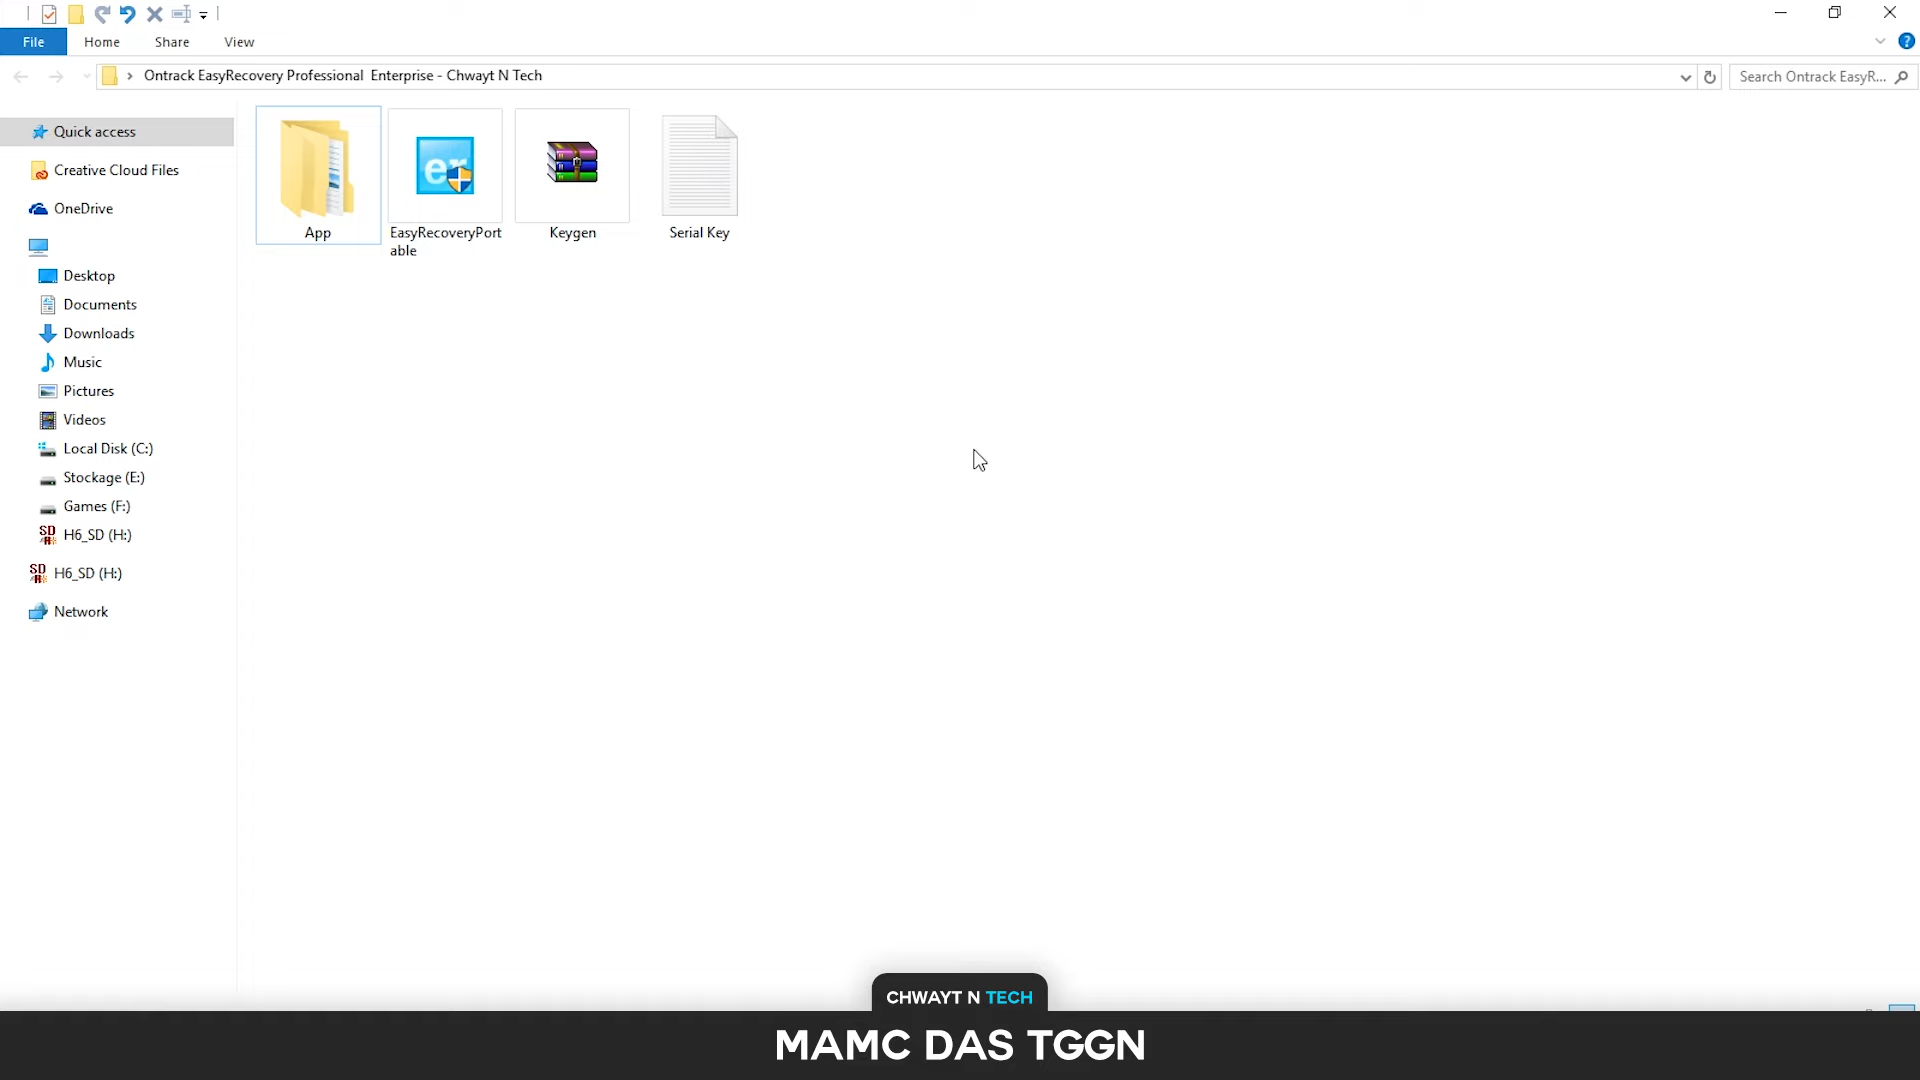 File Home Share View
Ontrack EasyRecovery Professional  Enterprise - Chwayt N Tech
Search Ontrack EasyR...
Quick access
Creative Cloud Files
OneDrive
Desktop
Documents
Downloads
Music
Pictures
Videos
Local Disk (C:)
Stockage (E:)
Games (F:)
H6_SD (H:)
H6_SD (H:)
Network
App
EasyRecoveryPort
able
Keygen
Serial Key
er
CHWAYT N TECH
MAMC DAS TGGN